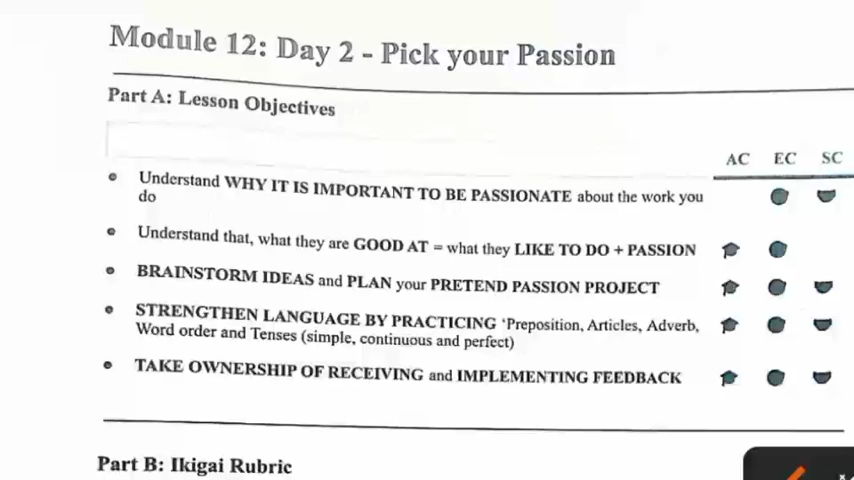 Module 12: Day 2 - Pick your Passion
Part A: Lesson Objectives
AC EC SC
• Understand WHY IT IS IMPORTANT TO BE PASSIONATE about the work you
do
• Understand that, what they are GOOD AT = what they LIKE TO DO + PASSION
• BRAINSTORM IDEAS and PLAN your PRETEND PASSION PROJECT
• STRENGTHEN LANGUAGE BY PRACTICING ‘Preposition, Articles, Adverb,
Word order and Tenses (simple, continuous and perfect)
• TAKE OWNERSHIP OF RECEIVING and IMPLEMENTING FEEDBACK
Part B: Ikigai Rubric